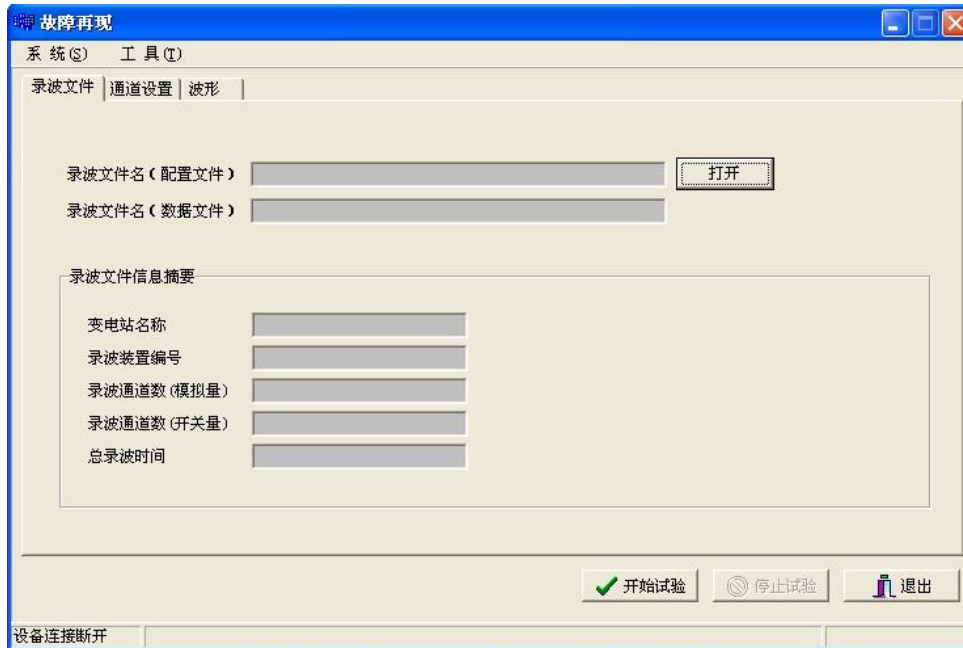 故障再现
系 统(S) 工 具(T)
录波文件 通道设置 波形
录波文件名(配置文件) 打开
录波文件名(数据文件)
录波文件信息摘要
变电站名称
录波装置编号
录波通道数(模拟量)
录波通道数(开关量)
总录波时间
开始试验 停止试验 退出
设备连接断开